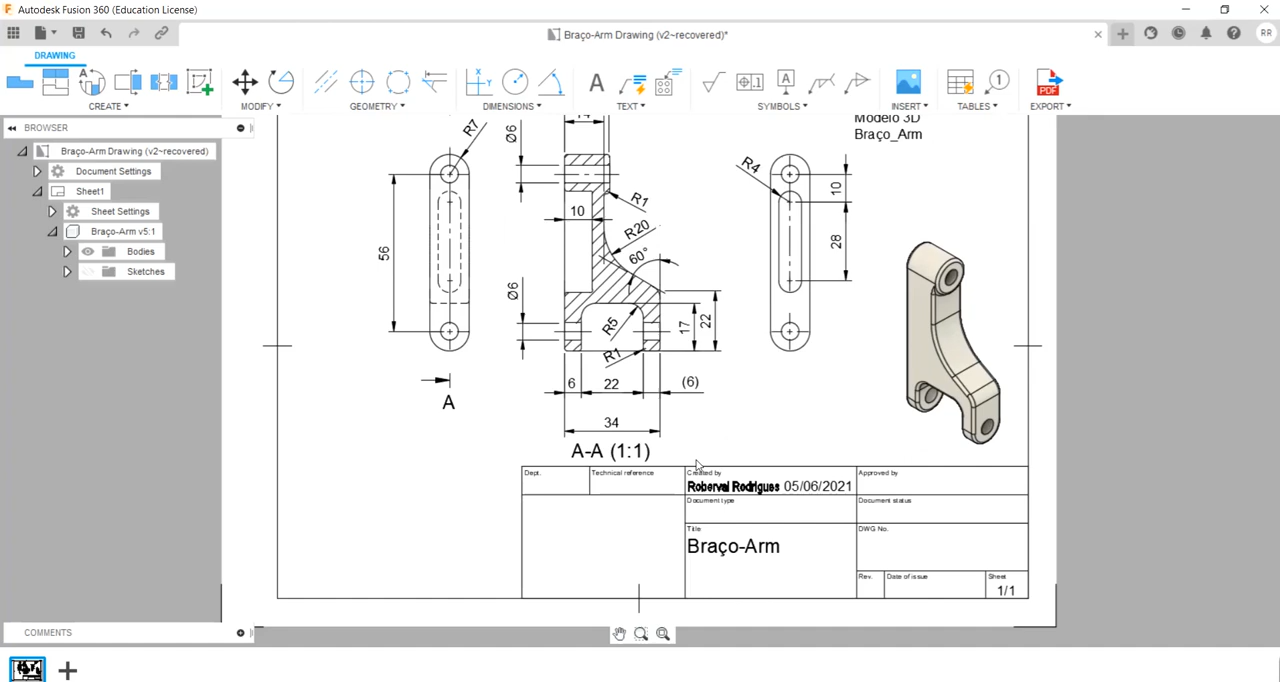 Autodesk Fusion 360 (Education License)
Braço-Arm Drawing (v2~recovered)*
RR
DRAWING
CREATE
MODIFY
GEOMETRY
DIMENSIONS
TEXT
SYMBOLS
INSERT
TABLES
EXPORT
BROWSER
Braço-Arm Drawing (v2~recovered)
Document Settings
Sheet1
Sheet Settings
Braço-Arm v5:1
Bodies
Sketches
COMMENTS
Modelo 3D
Braço_Arm
14
R7
Ø6
R4
10
56
10
R1
R20
60°
28
Ø6
R5
R1
17
22
6
22
(6)
34
A
A-A (1:1)
Dept.
Technical reference
Created by
Roberval Rodrigues 05/06/2021
Approved by
Document type
Document status
Title
Braço-Arm
DWG No.
Rev.
Date of issue
Sheet
1/1